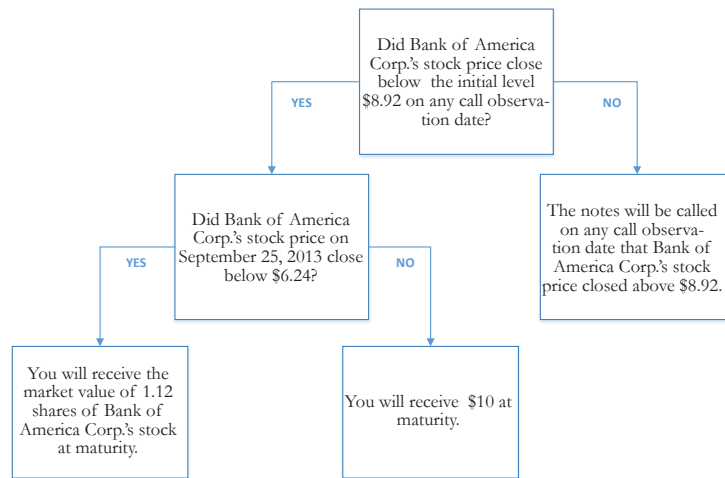 Did Bank of America
Corp.'s stock price close
below the initial level
$8.92 on any call observa-
tion date?
YES
NO
Did Bank of America
Corp.'s stock price on
September 25, 2013 close
below $6.24?
The notes will be called
on any call observa-
tion date that Bank of
America Corp.'s stock
price closed above $8.92.
YES
NO
You will receive the
market value of 1.12
shares of Bank of
America Corp.'s stock
at maturity.
You will receive $10 at
maturity.